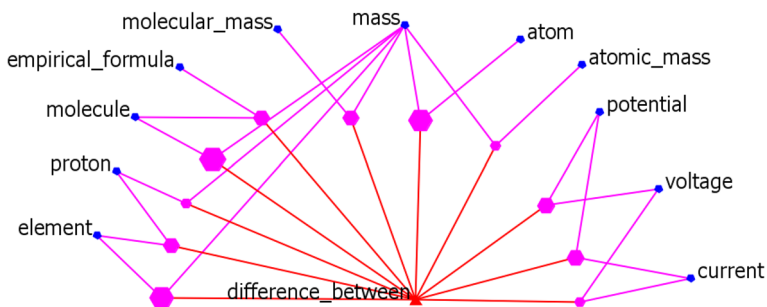 molecular_mass
mass
atom
empirical_formula
atomic_mass
molecule
potential
proton
voltage
element
current
difference_between